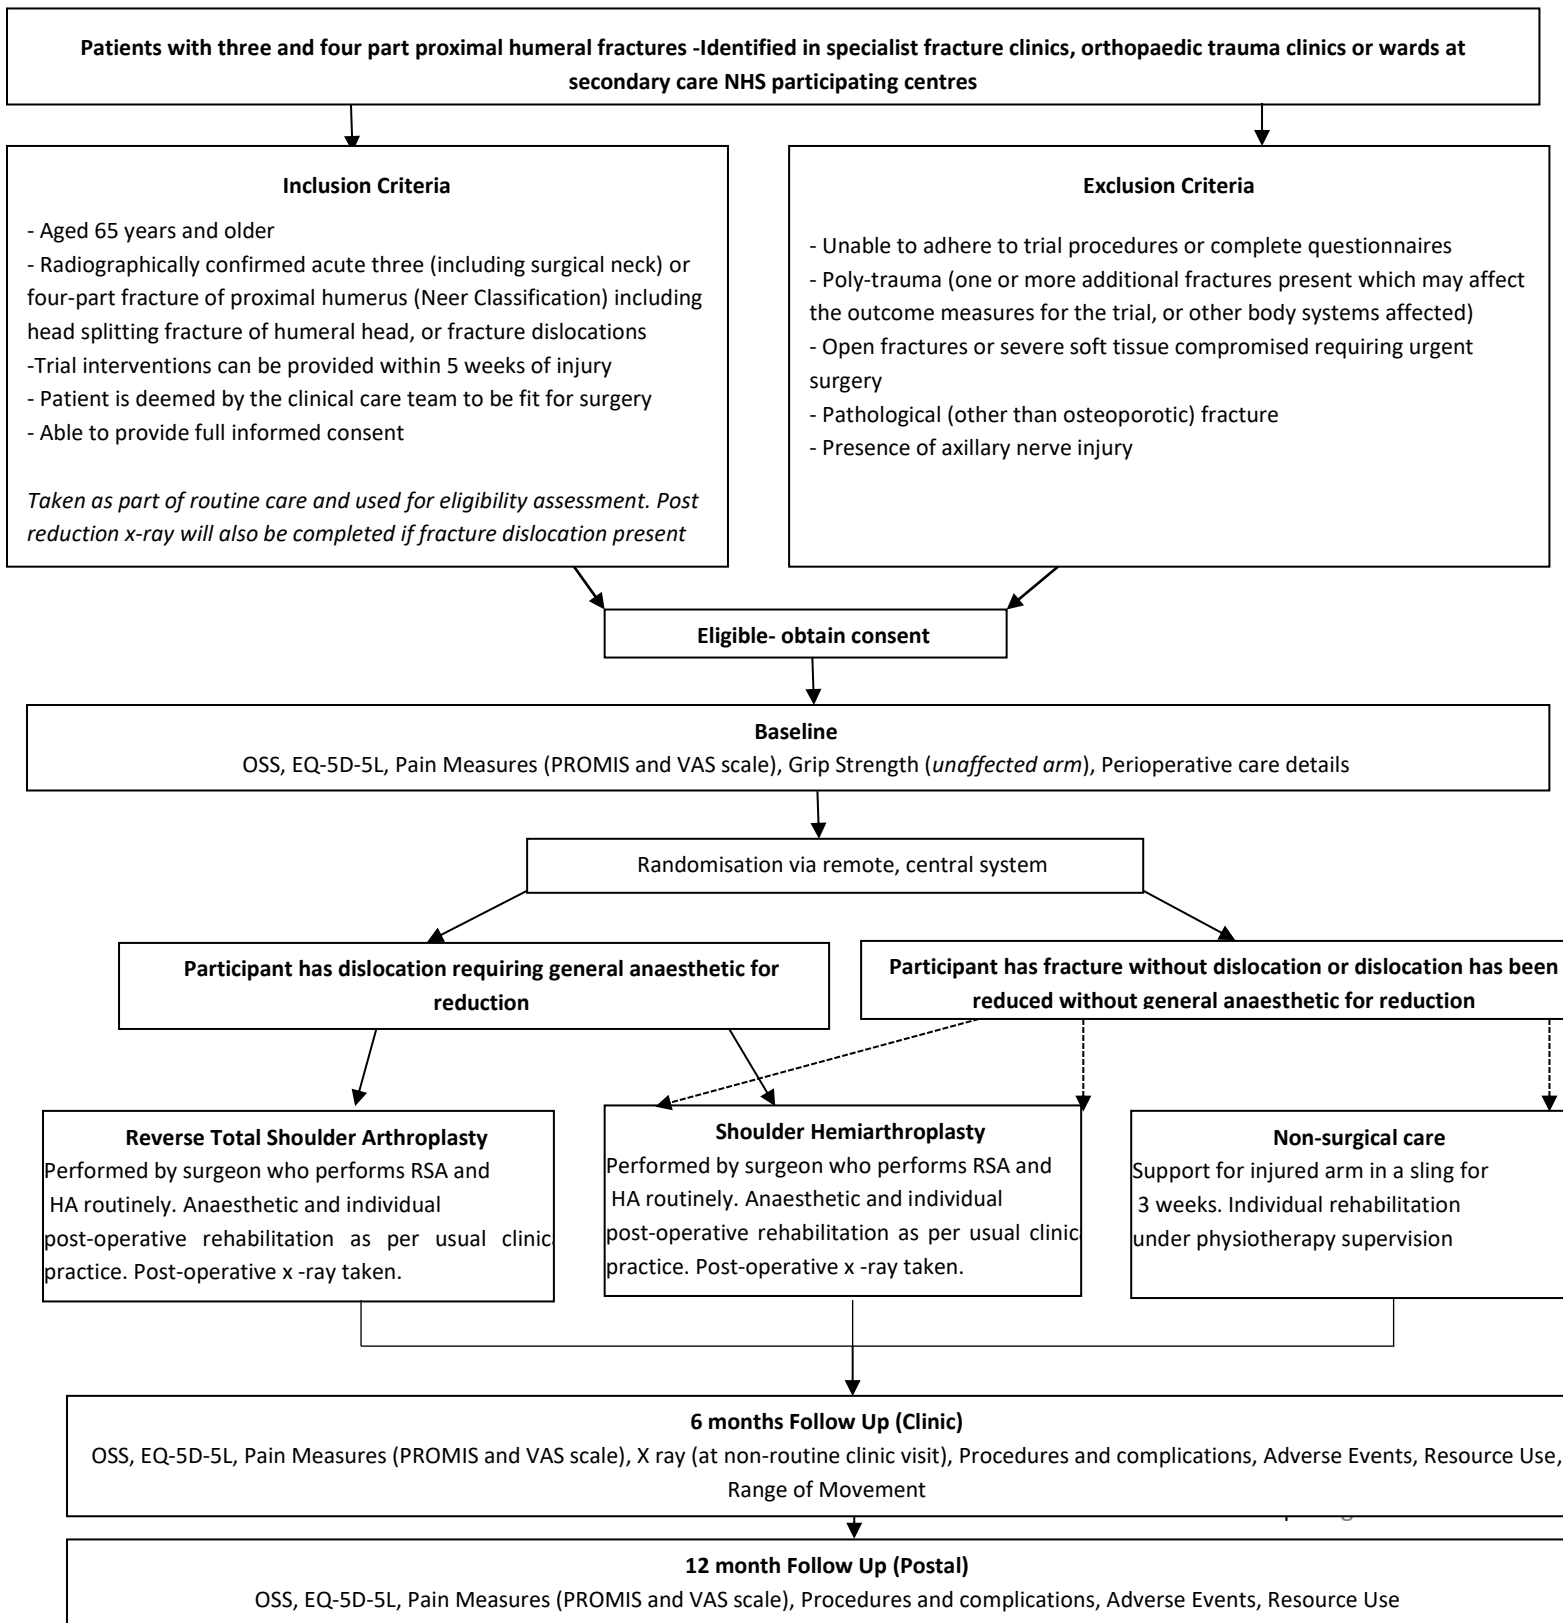 Patients with three and four part proximal humeral fractures -Identified in specialist fracture clinics, orthopaedic trauma clinics or wards at
secondary care NHS participating centres
Inclusion Criteria
- Aged 65 years and older
- Radiographically confirmed acute three (including surgical neck) or
four-part fracture of proximal humerus (Neer Classification) including
head splitting fracture of humeral head, or fracture dislocations
-Trial interventions can be provided within 5 weeks of injury
- Patient is deemed by the clinical care team to be fit for surgery
- Able to provide full informed consent
Taken as part of routine care and used for eligibility assessment. Post
reduction x-ray will also be completed if fracture dislocation present
Exclusion Criteria
- Unable to adhere to trial procedures or complete questionnaires
- Poly-trauma (one or more additional fractures present which may affect
the outcome measures for the trial, or other body systems affected)
- Open fractures or severe soft tissue compromised requiring urgent
surgery
- Pathological (other than osteoporotic) fracture
- Presence of axillary nerve injury
Eligible- obtain consent
Baseline
OSS, EQ-5D-5L, Pain Measures (PROMIS and VAS scale), Grip Strength (unaffected arm), Perioperative care details
Randomisation via remote, central system
Participant has dislocation requiring general anaesthetic for
reduction
Participant has fracture without dislocation or dislocation has been
reduced without general anaesthetic for reduction
Reverse Total Shoulder Arthroplasty
Performed by surgeon who performs RSA and
HA routinely. Anaesthetic and individual
post-operative rehabilitation as per usual clinic
practice. Post-operative x -ray taken.
Shoulder Hemiarthroplasty
Performed by surgeon who performs RSA and
HA routinely. Anaesthetic and individual
post-operative rehabilitation as per usual clinic
practice. Post-operative x -ray taken.
Non-surgical care
Support for injured arm in a sling for
3 weeks. Individual rehabilitation
under physiotherapy supervision
6 months Follow Up (Clinic)
OSS, EQ-5D-5L, Pain Measures (PROMIS and VAS scale), X ray (at non-routine clinic visit), Procedures and complications, Adverse Events, Resource Use,
Range of Movement
12 month Follow Up (Postal)
OSS, EQ-5D-5L, Pain Measures (PROMIS and VAS scale), Procedures and complications, Adverse Events, Resource Use